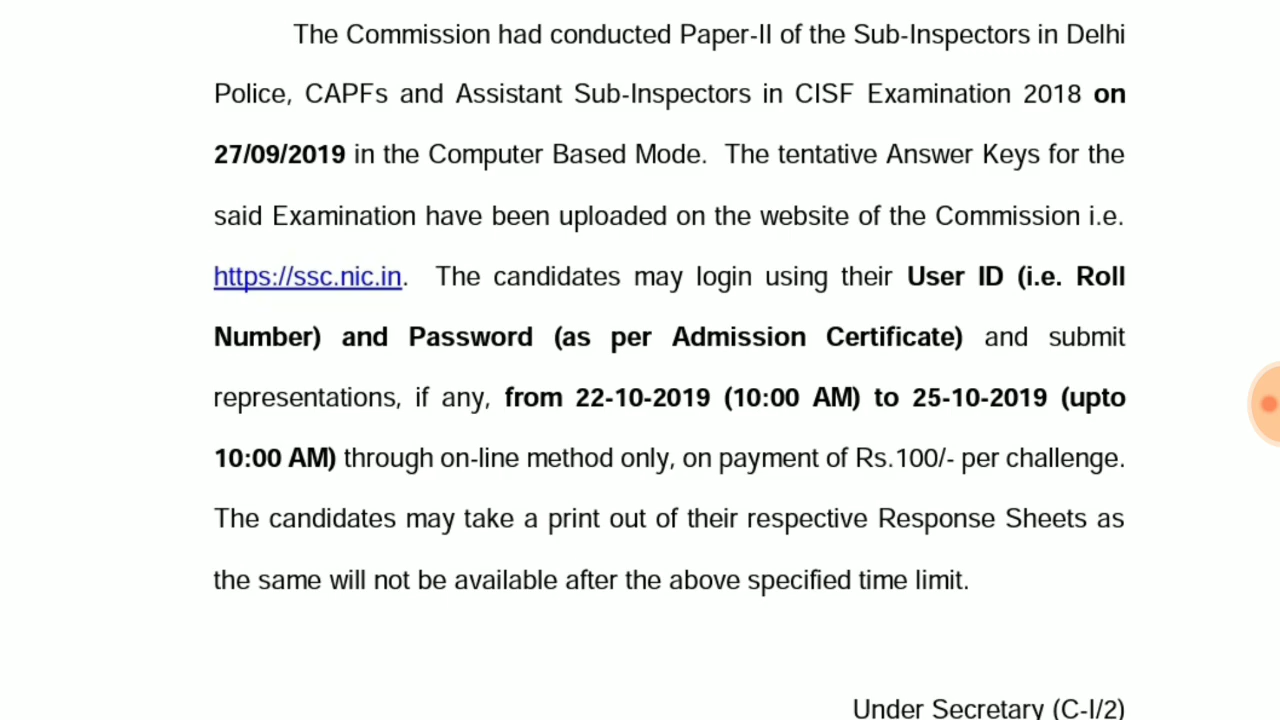 The Commission had conducted Paper-II of the Sub-Inspectors in Delhi
Police, CAPFs and Assistant Sub-Inspectors in CISF Examination 2018 on
27/09/2019 in the Computer Based Mode. The tentative Answer Keys for the
said Examination have been uploaded on the website of the Commission i.e.
https://ssc.nic.in. The candidates may login using their User ID (i.e. Roll
Number) and Password (as per Admission Certificate) and submit
representations, if any, from 22-10-2019 (10:00 AM) to 25-10-2019 (upto
10:00 AM) through on-line method only, on payment of Rs.100/- per challenge.
The candidates may take a print out of their respective Response Sheets as
the same will not be available after the above specified time limit.
Under Secretary (C-I/2)